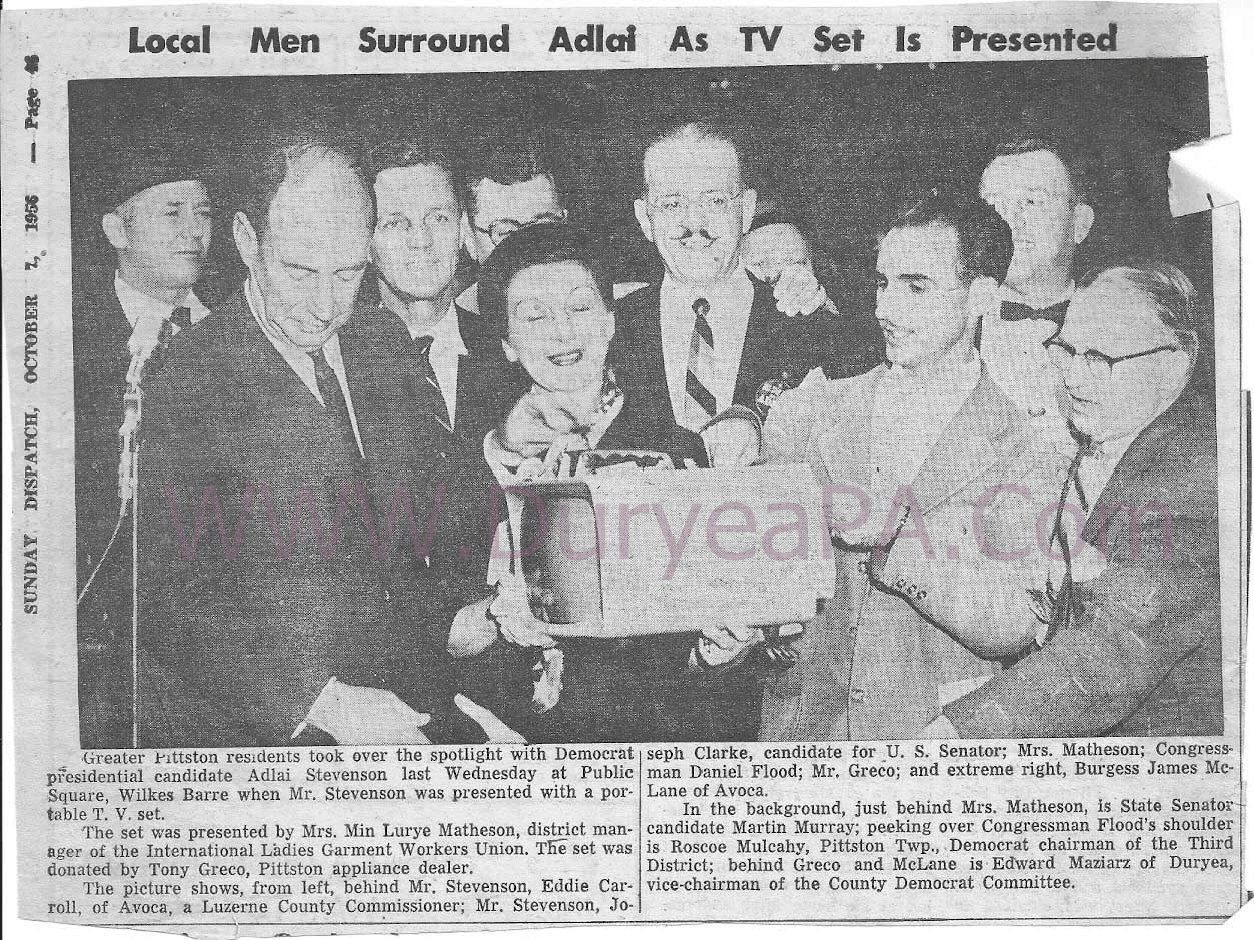 Local Men Surround Adlai As TV Set Is Presented
SUNDAY DISPATCH, OCTOBER 7, 1956 — Page
WWW.DuryeaPA.Com
Greater Pittston residents took over the spotlight with Democrat
presidential candidate Adlai Stevenson last Wednesday at Public
Square, Wilkes Barre when Mr. Stevenson was presented with a por-
table T. V. set.
The set was presented by Mrs. Min Lurye Matheson, district man-
ager of the International Ladies Garment Workers Union. The set was
donated by Tony Greco, Pittston appliance dealer.
The picture shows, from left, behind Mr. Stevenson, Eddie Car-
roll, of Avoca, a Luzerne County Commissioner; Mr. Stevenson, Jo-
seph Clarke, candidate for U. S. Senator; Mrs. Matheson; Congress-
man Daniel Flood; Mr. Greco; and extreme right, Burgess James Mc-
Lane of Avoca.
In the background, just behind Mrs. Matheson, is State Senator
candidate Martin Murray; peeking over Congressman Flood's shoulder
is Roscoe Mulcahy, Pittston Twp., Democrat chairman of the Third
District; behind Greco and McLane is Edward Maziarz of Duryea,
vice-chairman of the County Democrat Committee.